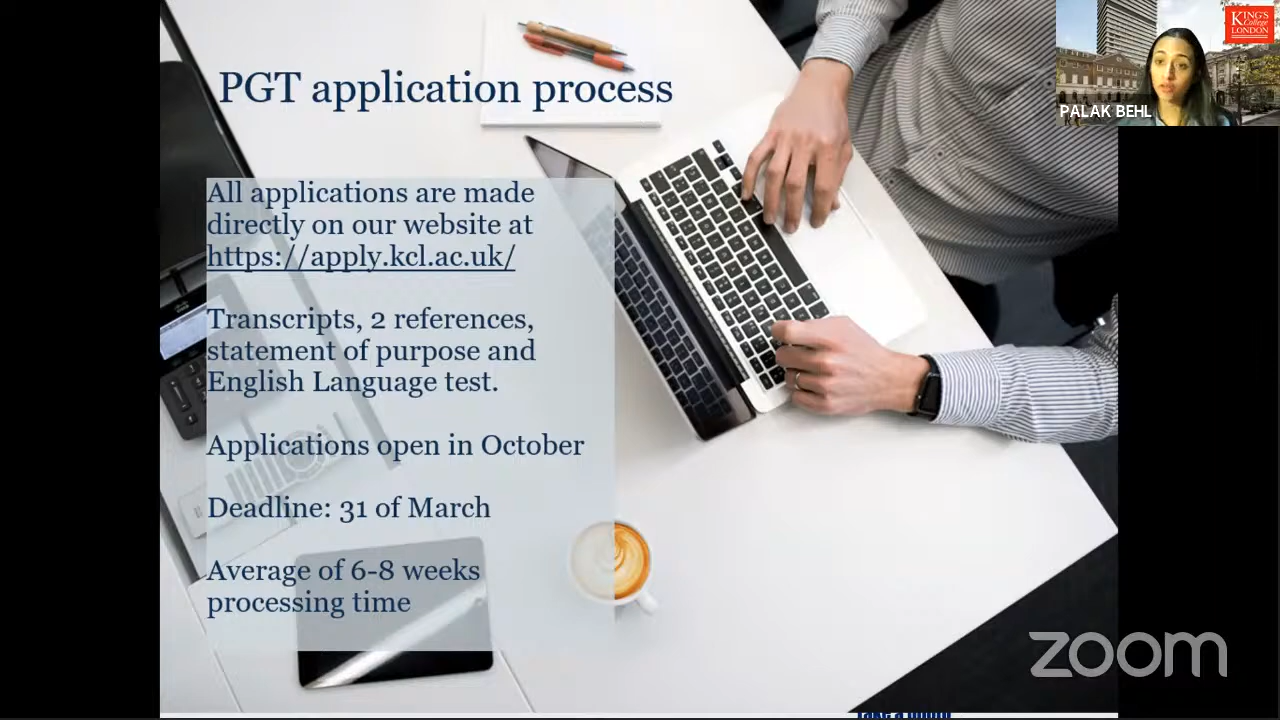 PGT application process
All applications are made
directly on our website at
https://apply.kcl.ac.uk/
Transcripts, 2 references,
statement of purpose and
English Language test.
Applications open in October
Deadline: 31 of March
Average of 6-8 weeks
processing time
KING'S
College
LONDON
PALAK BEHL
zoom